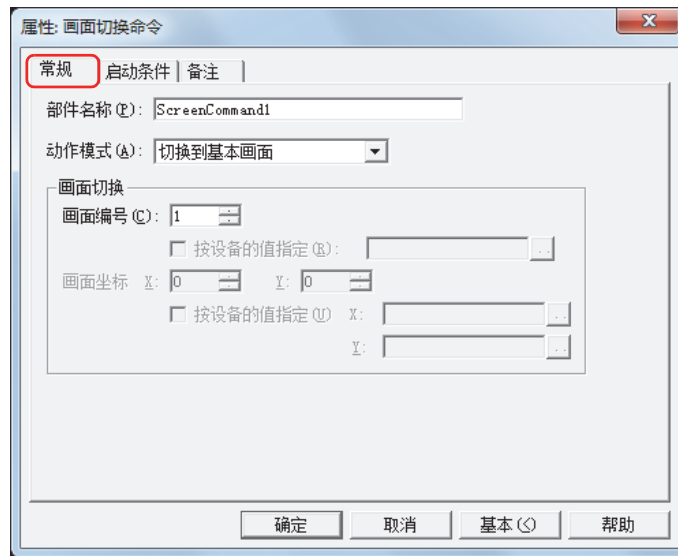 属性: 画面切换命令
常规 启动条件 备注
部件名称(P): ScreenCommand1
动作模式(A): 切换到基本画面
画面切换
画面编号(C): 1
按设备的值指定(R): ..
画面坐标 X: 0 Y: 0
按设备的值指定(U) X: ..
Y: ..
确定 取消 基本(<) 帮助